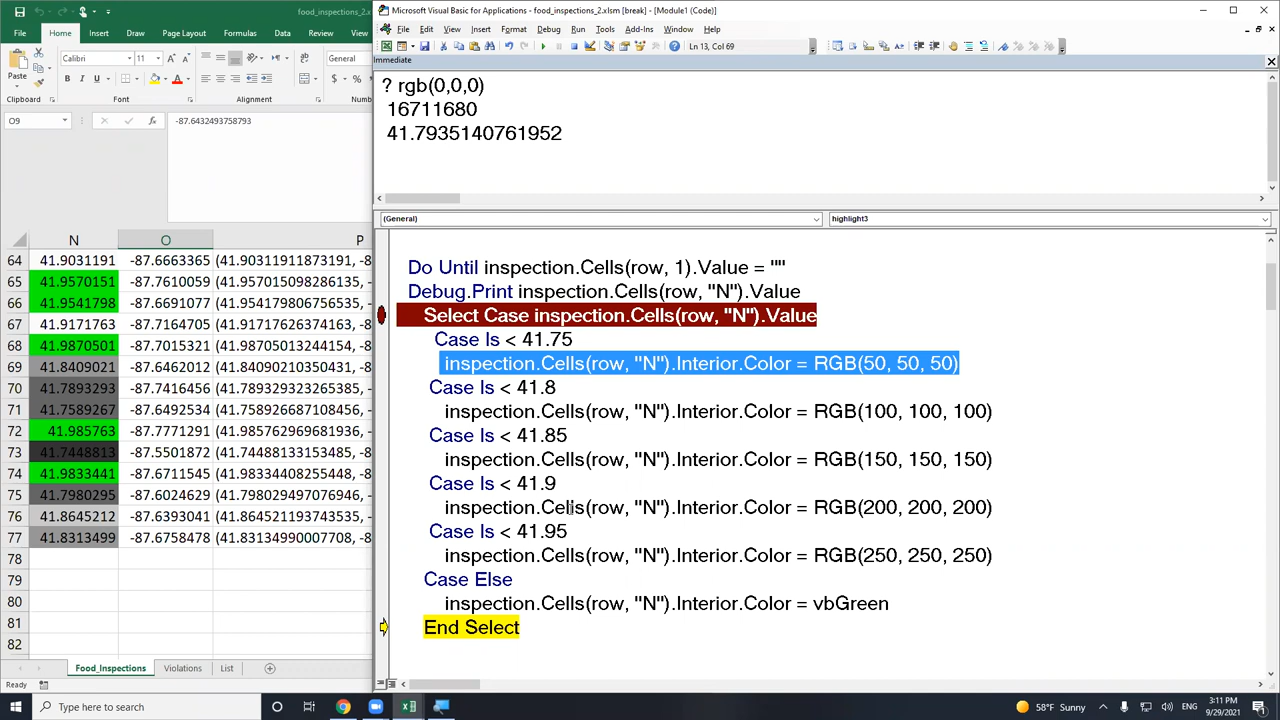 food_inspections_2.x
File Home Insert Draw Page Layout Formulas Data Review View
Calibri 11 General
Paste
B I U
Clipboard Font Alignment Numb
O9 -87.6432493758793
N O P
64 41.9031191 -87.6663365 (41.90311911873191, -8
65 41.9570151 -87.7610059 (41.957015098286135, -8
66 41.9541798 -87.6691077 (41.954179806756535, -8
67 41.9171763 -87.7164705 (41.91717626374163, -8
68 41.9870501 -87.7015321 (41.98705013244154, -8
69 41.8409021 -87.6462012 (41.84090210350431, -8
70 41.7893293 -87.7416456 (41.789329323265385, -8
71 41.7589267 -87.6492534 (41.758926687108456, -8
72 41.985763 -87.7771291 (41.985762969681936, -8
73 41.7448813 -87.5501872 (41.74488133153485, -8
74 41.9833441 -87.6711545 (41.98334408255448, -8
75 41.7980295 -87.6024629 (41.798029497076946, -8
76 41.8645212 -87.6393041 (41.864521193743535, -8
77 41.8313499 -87.6758478 (41.83134990007708, -8
78
79
80
81
82
Food_Inspections Violations List
Ready
Microsoft Visual Basic for Applications - food_inspections_2.xlsm [break] - [Module1 (Code)]
File Edit View Insert Format Debug Run Tools Add-Ins Window Help
Ln 13, Col 69
Immediate
? rgb(0,0,0)
16711680
41.7935140761952
(General) highlight3
Do Until inspection.Cells(row, 1).Value = ""
Debug.Print inspection.Cells(row, "N").Value
Select Case inspection.Cells(row, "N").Value
Case Is < 41.75
inspection.Cells(row, "N").Interior.Color = RGB(50, 50, 50)
Case Is < 41.8
inspection.Cells(row, "N").Interior.Color = RGB(100, 100, 100)
Case Is < 41.85
inspection.Cells(row, "N").Interior.Color = RGB(150, 150, 150)
Case Is < 41.9
inspection.Cells(row, "N").Interior.Color = RGB(200, 200, 200)
Case Is < 41.95
inspection.Cells(row, "N").Interior.Color = RGB(250, 250, 250)
Case Else
inspection.Cells(row, "N").Interior.Color = vbGreen
End Select
Type here to search
58°F Sunny
ENG
3:11 PM
9/29/2021